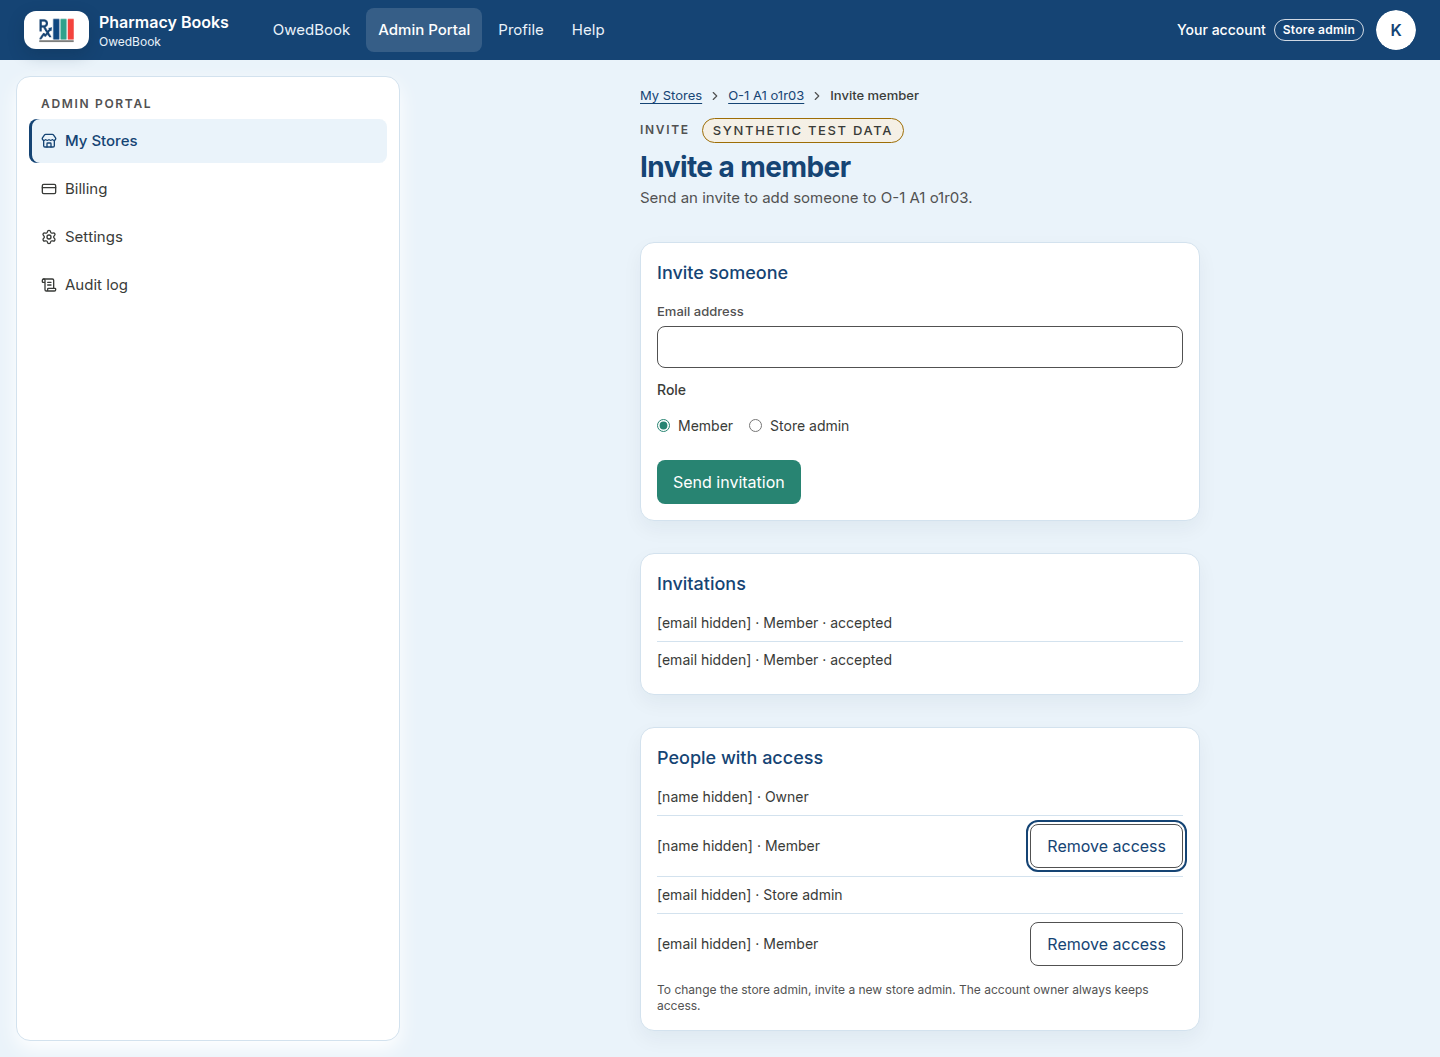 Pharmacy Books
OwedBook
OwedBook
Admin Portal
Profile
Help
Your account
Store admin
K
ADMIN PORTAL
My Stores
Billing
Settings
Audit log
My Stores > O-1 A1 o1r03 > Invite member
INVITE
SYNTHETIC TEST DATA
Invite a member
Send an invite to add someone to O-1 A1 o1r03.
Invite someone
Email address
Role
Member
Store admin
Send invitation
Invitations
[email hidden] · Member · accepted
[email hidden] · Member · accepted
People with access
[name hidden] · Owner
[name hidden] · Member
Remove access
[email hidden] · Store admin
[email hidden] · Member
Remove access
To change the store admin, invite a new store admin. The account owner always keeps
access.